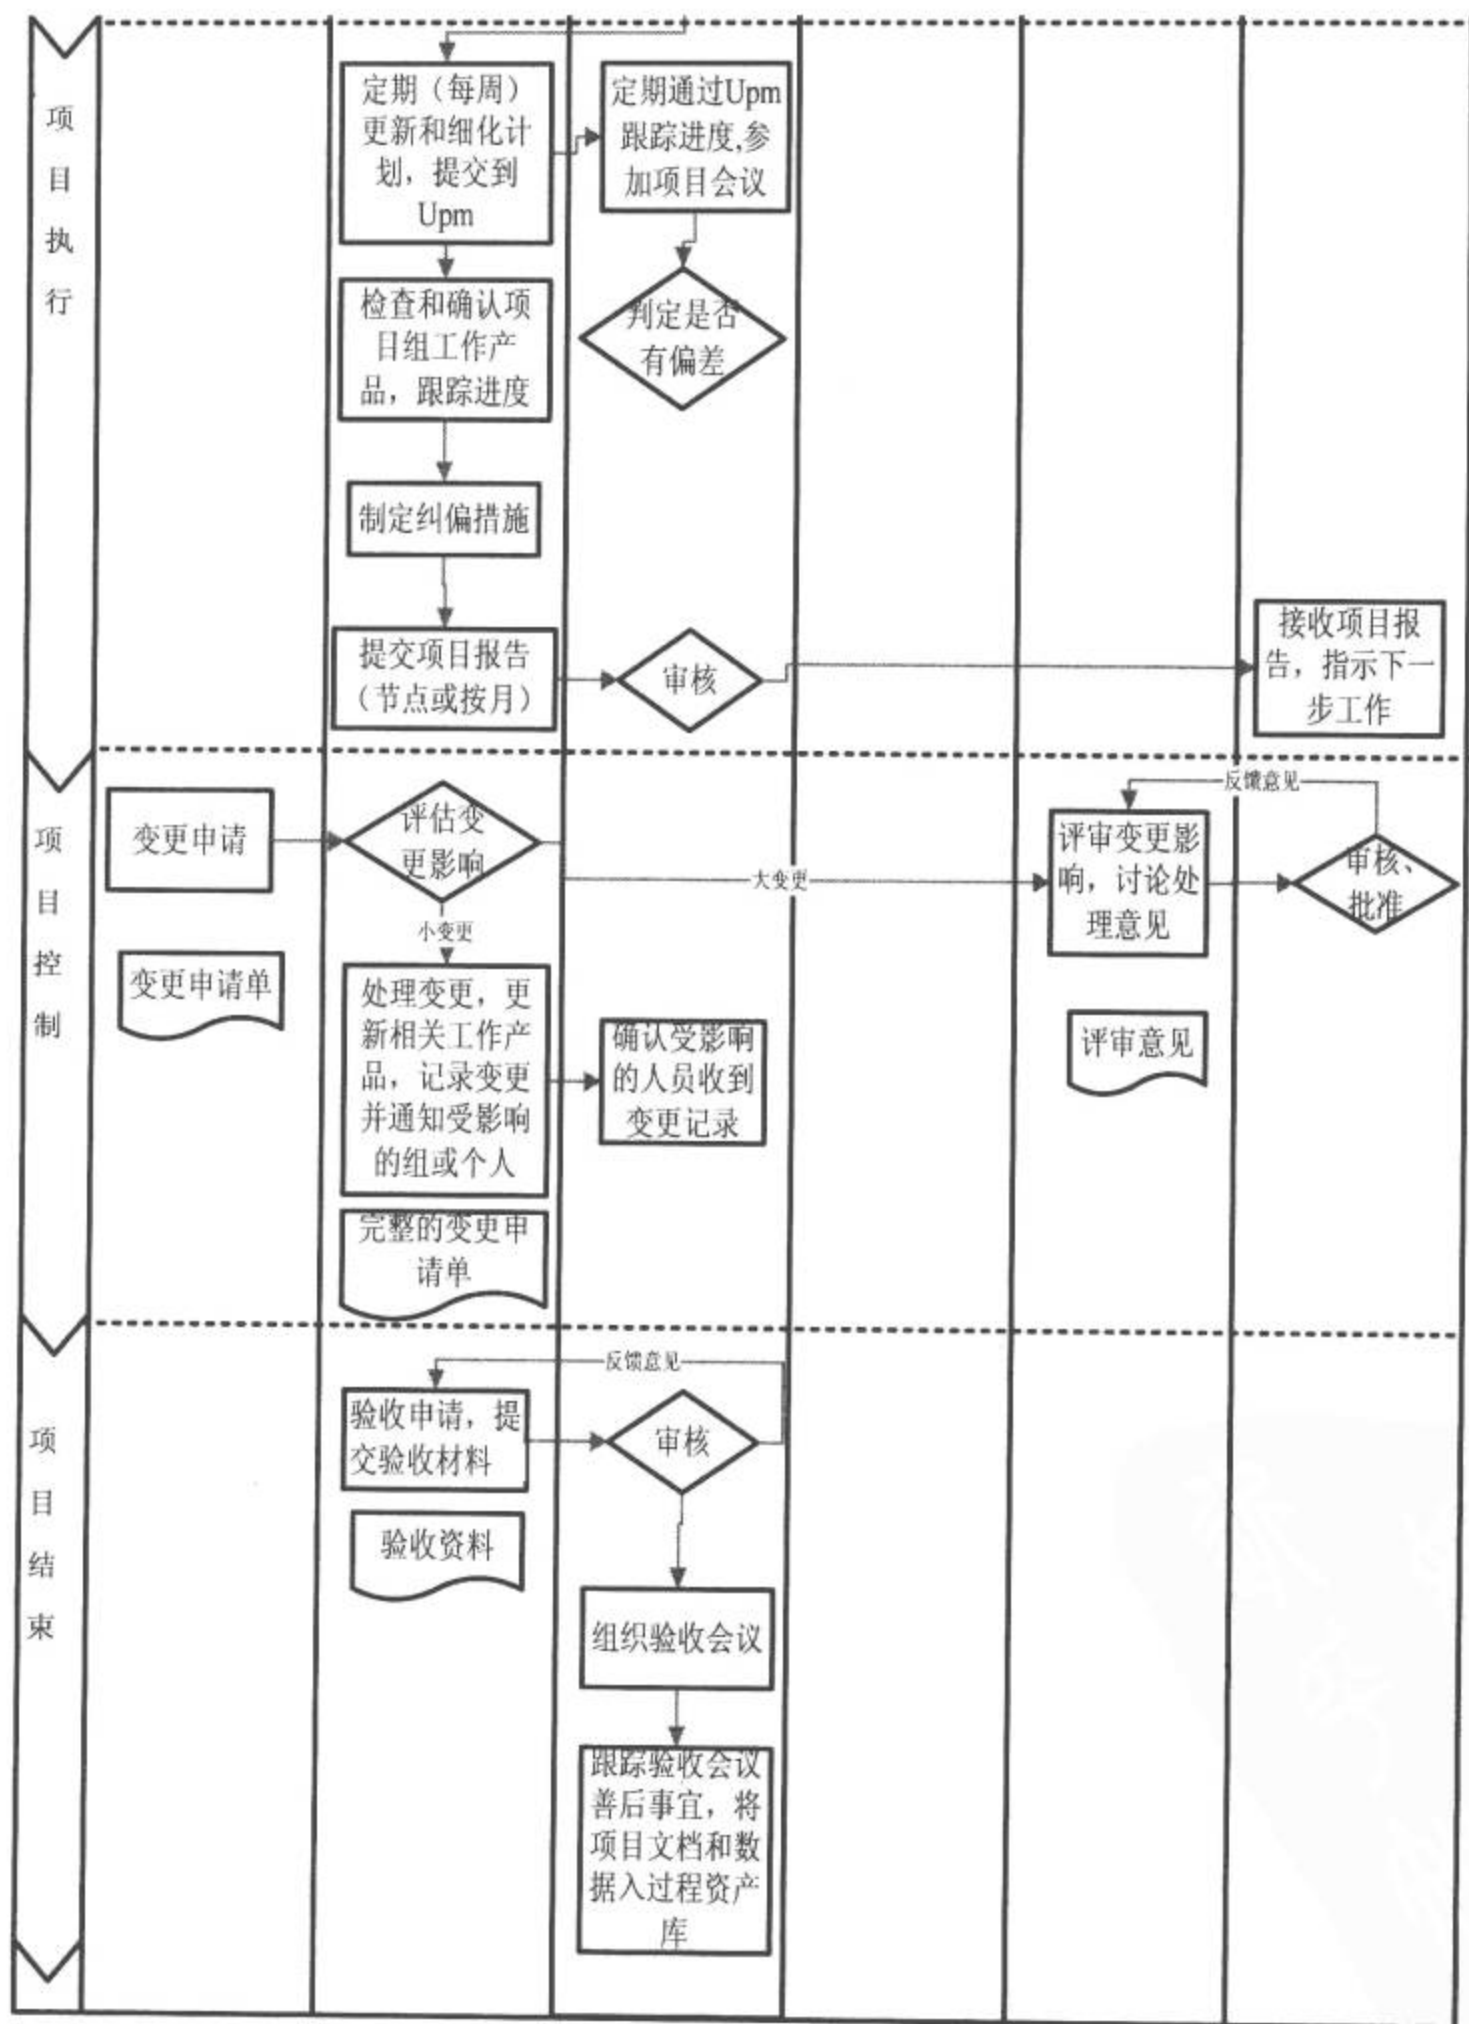 项
目
执
行
定期（每周）
更新和细化计
划，提交到
Upm
定期通过Upm
跟踪进度,参
加项目会议
检查和确认项
目组工作产
品，跟踪进度
判定是否
有偏差
制定纠偏措施
提交项目报告
（节点或按月）
审核
接收项目报
告，指示下一
步工作
项
目
控
制
变更申请
变更申请单
评估变
更影响
小变更
大变更
处理变更，更
新相关工作产
品，记录变更
并通知受影响
的组或个人
完整的变更申
请单
确认受影响
的人员收到
变更记录
反馈意见
评审变更影
响，讨论处
理意见
审核、
批准
评审意见
项
目
结
束
反馈意见
验收申请，提
交验收材料
审核
验收资料
组织验收会议
跟踪验收会议
善后事宜，将
项目文档和数
据入过程资产
库